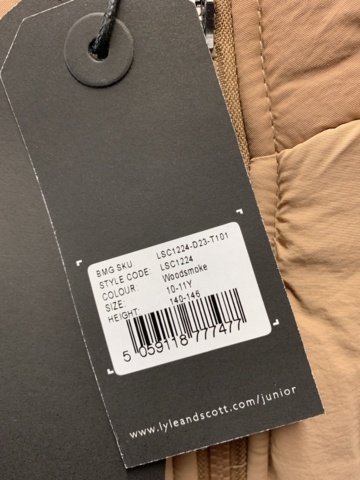 BMG SKU: LSC1224-D23-T101
STYLE CODE: LSC1224
COLOUR: Woodsmoke
SIZE: 10-11Y
HEIGHT: 140-146
5 059118 777477
www.lyleandscott.com/junior